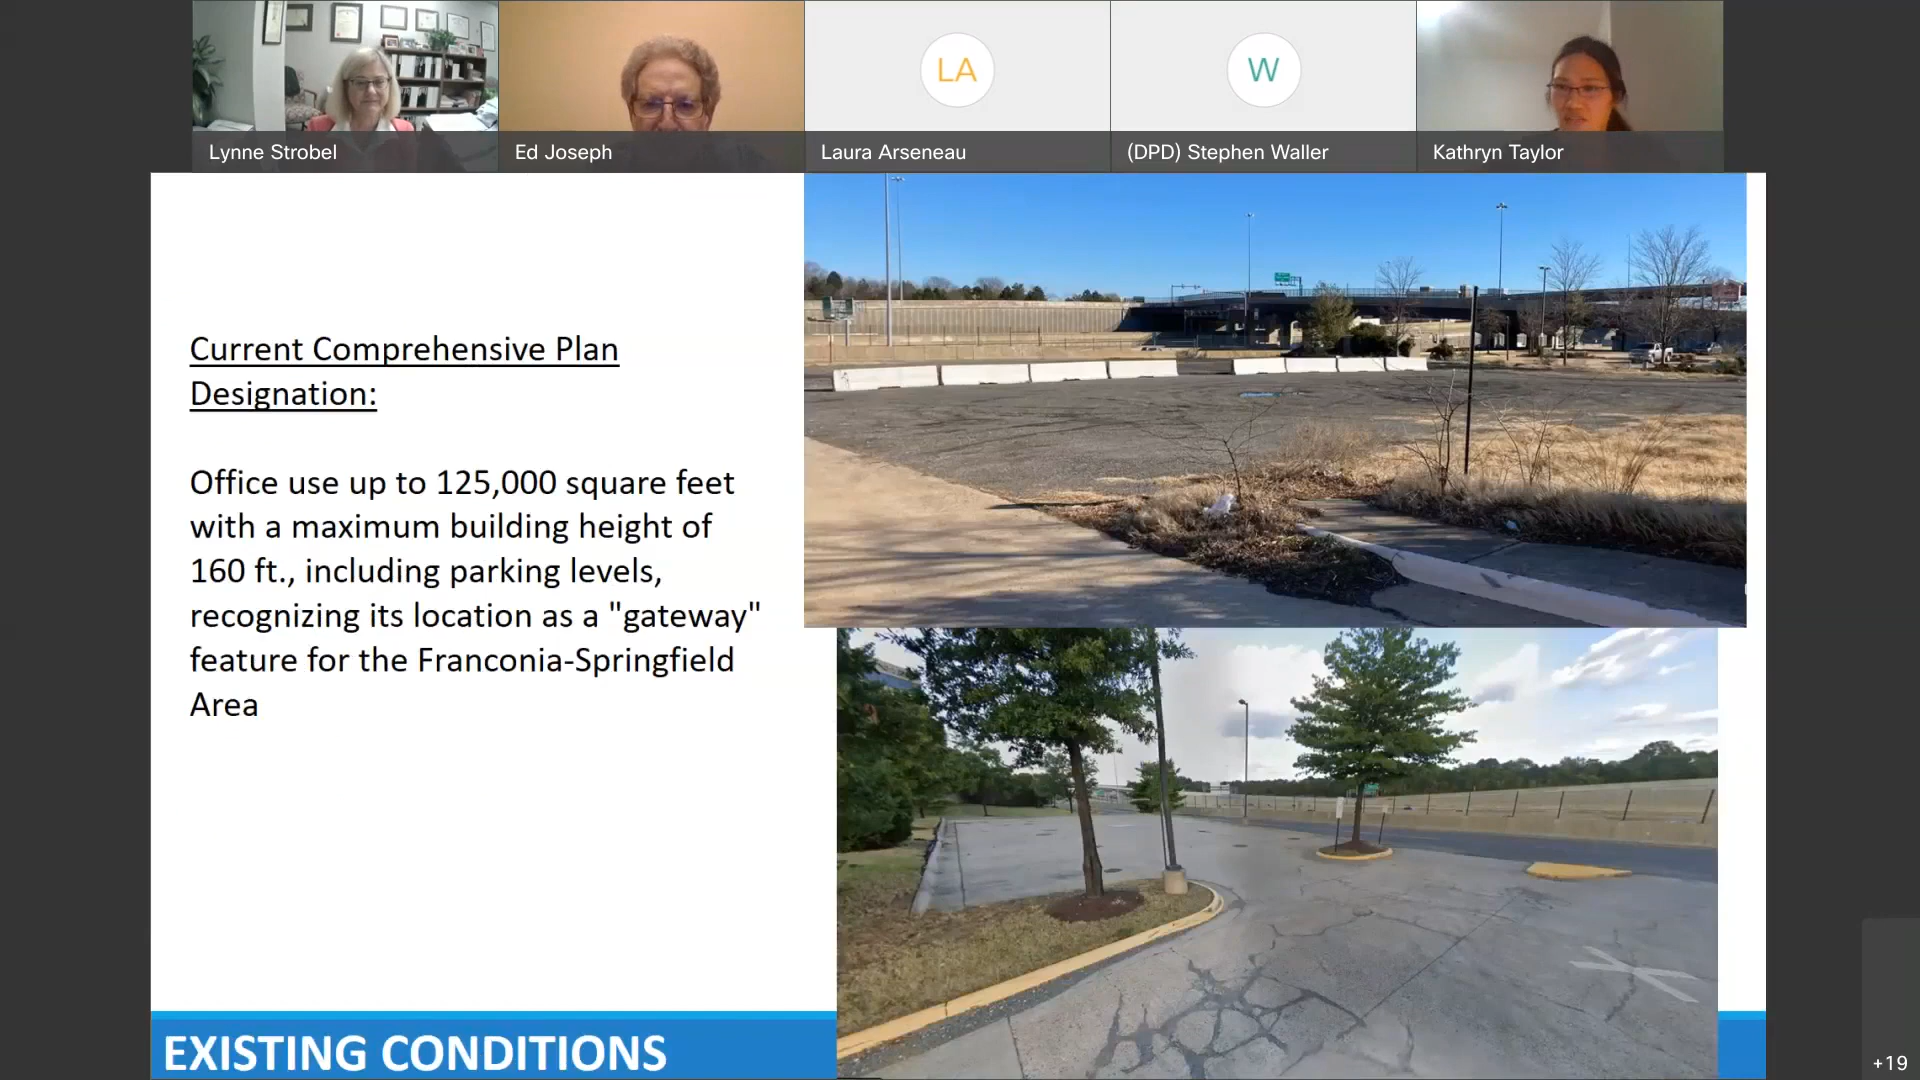 LA
W
Lynne Strobel
Ed Joseph
Laura Arseneau
(DPD) Stephen Waller
Kathryn Taylor
Current Comprehensive Plan
Designation:
Office use up to 125,000 square feet
with a maximum building height of
160 ft., including parking levels,
recognizing its location as a "gateway"
feature for the Franconia-Springfield
Area
EXISTING CONDITIONS
+19